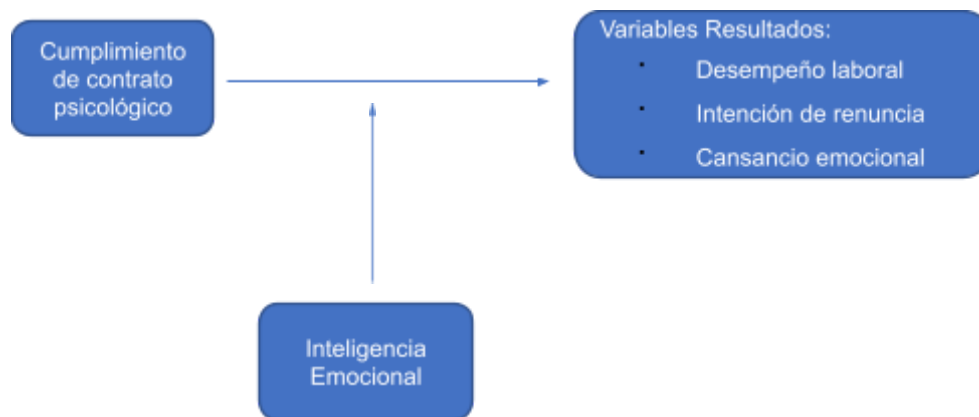 Cumplimiento
de contrato
psicológico
Variables Resultados:
· Desempeño laboral
· Intención de renuncia
· Cansancio emocional
Inteligencia
Emocional